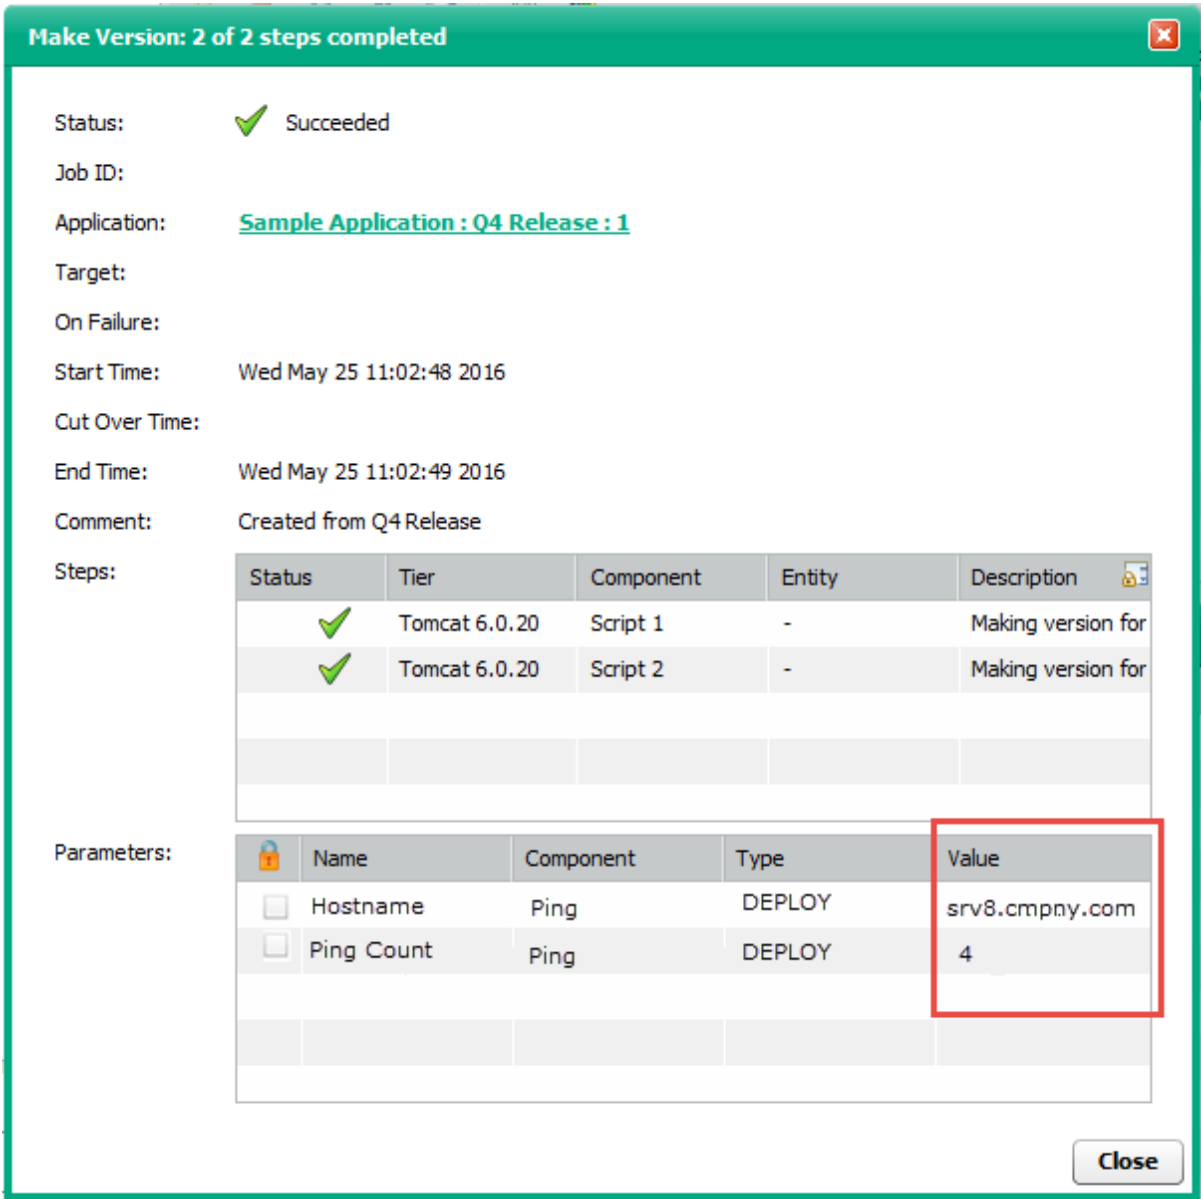 Make Version: 2 of 2 steps completed
Status: Succeeded
Job ID:
Application: Sample Application : Q4 Release : 1
Target:
On Failure:
Start Time: Wed May 25 11:02:48 2016
Cut Over Time:
End Time: Wed May 25 11:02:49 2016
Comment: Created from Q4 Release
Steps: Status Tier Component Entity Description
Tomcat 6.0.20 Script 1 - Making version for
Tomcat 6.0.20 Script 2 - Making version for
Parameters: Name Component Type Value
Hostname Ping DEPLOY srv8.cmpny.com
Ping Count Ping DEPLOY 4
Close